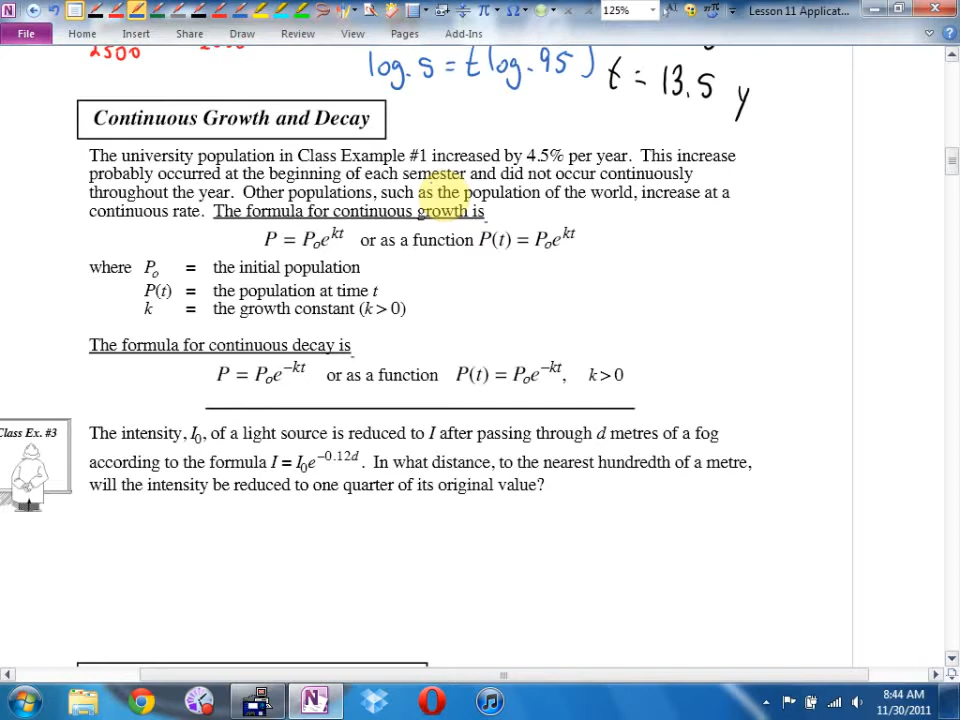 125%
Lesson 11 Applicat...
File Home Insert Share Draw Review View Pages Add-Ins
2500
log .5 = t(log .95)
t = 13.5 y
Continuous Growth and Decay
The university population in Class Example #1 increased by 4.5% per year. This increase
probably occurred at the beginning of each semester and did not occur continuously
throughout the year. Other populations, such as the population of the world, increase at a
continuous rate. The formula for continuous growth is
P = Pₒe^{kt} or as a function P(t) = Pₒe^{kt}
where Pₒ = the initial population
P(t) = the population at time t
k = the growth constant (k > 0)
The formula for continuous decay is
P = Pₒe^{−kt} or as a function P(t) = Pₒe^{−kt}, k > 0
Class Ex. #3
The intensity, I₀, of a light source is reduced to I after passing through d metres of a fog
according to the formula I = I₀e^{−0.12d}. In what distance, to the nearest hundredth of a metre,
will the intensity be reduced to one quarter of its original value?
8:44 AM
11/30/2011